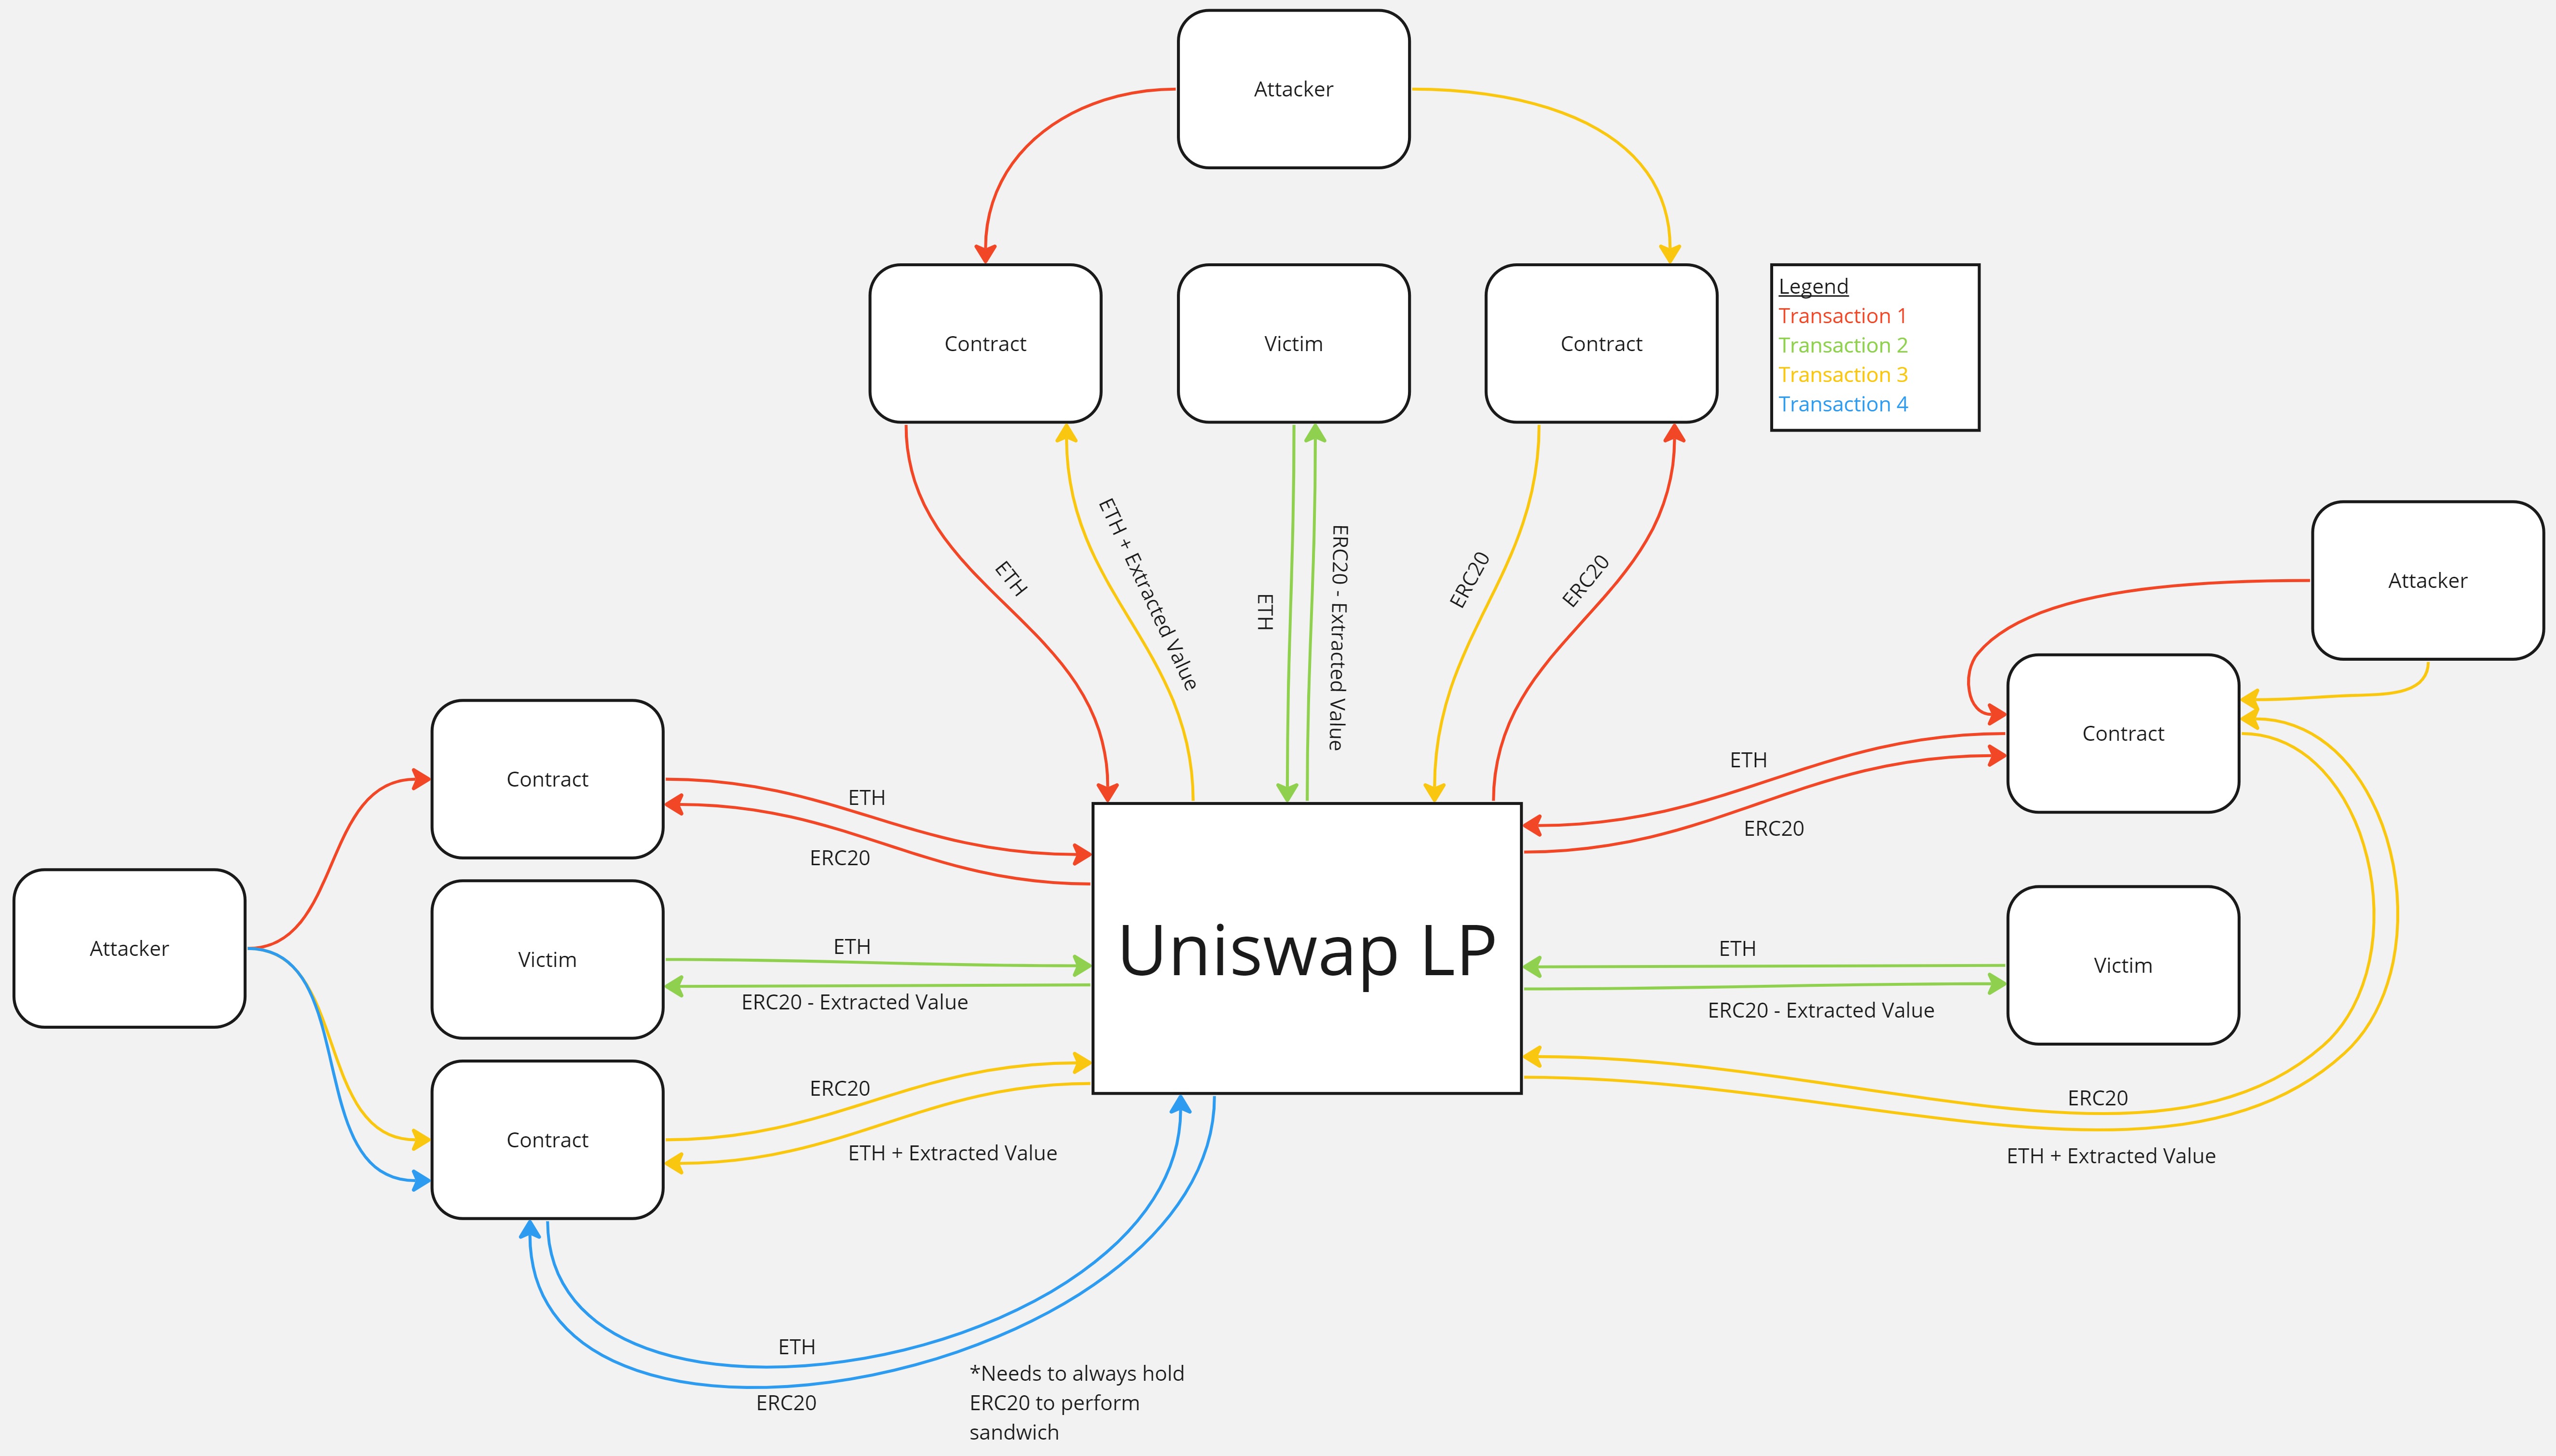 Attacker
Contract
Victim
Contract
Legend
Transaction 1
Transaction 2
Transaction 3
Transaction 4
ETH
ETH + Extracted Value
ETH
ERC20 - Extracted Value
ERC20
ERC20
Attacker
Contract
Contract
ETH
ERC20
ETH
ERC20
Attacker
Victim
ETH
ERC20 - Extracted Value
Uniswap LP
ETH
ERC20 - Extracted Value
Victim
Contract
ERC20
ETH + Extracted Value
ERC20
ETH + Extracted Value
ETH
ERC20
*Needs to always hold
ERC20 to perform
sandwich